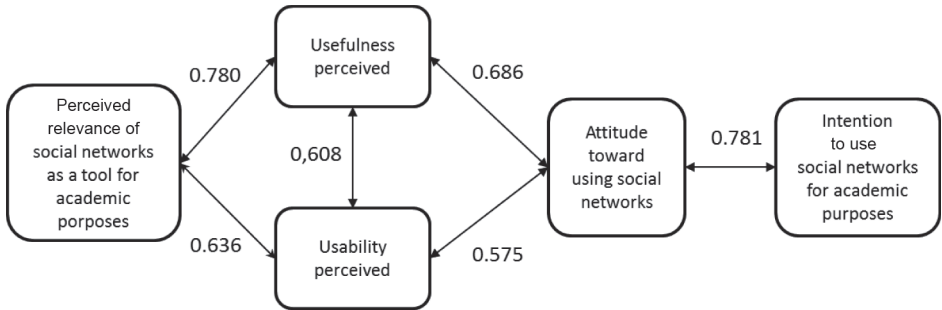 Usefulness
perceived
0.780
0.686
Perceived
relevance of
social networks
as a tool for
academic
porposes
0,608
Attitude
toward
using social
networks
0.781
Intention
to use
social networks
for academic
purposes
0.636
Usability
perceived
0.575